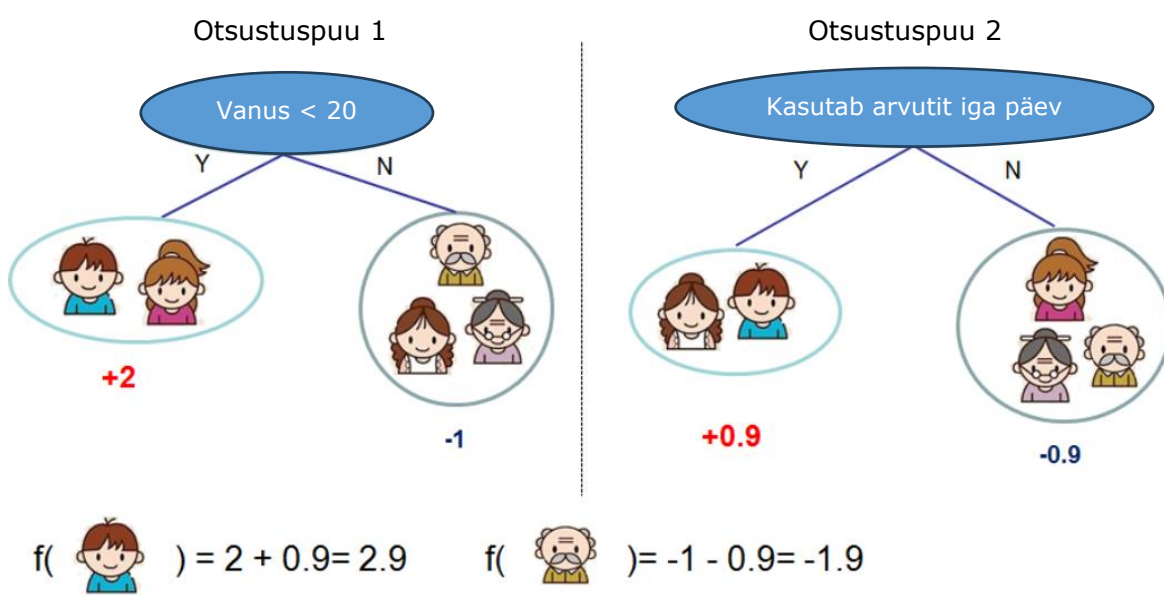 Otsustuspuu 1
Vanus < 20
Y
N
+2
-1
Otsustuspuu 2
Kasutab arvutit iga päev
Y
N
+0.9
-0.9
f( ) = 2 + 0.9= 2.9
f( )= -1 - 0.9= -1.9